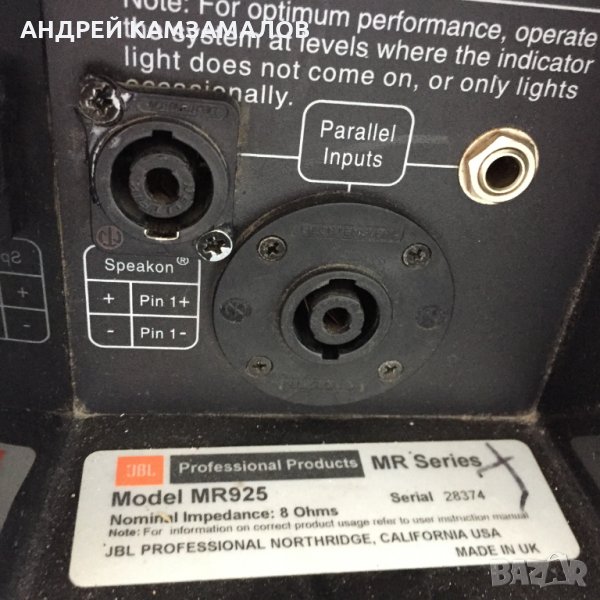 Note: For optimum performance, operate
АНДРЕЙ КАМЗАМАЛОВ
the system at levels where the indicator
light does not come on, or only lights
occasionally.
Parallel
Inputs
Speakon®
+ Pin 1+
- Pin 1-
JBL Professional Products MR Series
Model MR925
Serial 28374
Nominal Impedance: 8 Ohms
Note: For information on correct product usage refer to user instruction manual
JBL PROFESSIONAL NORTHRIDGE, CALIFORNIA USA
MADE IN UK
BAZAR